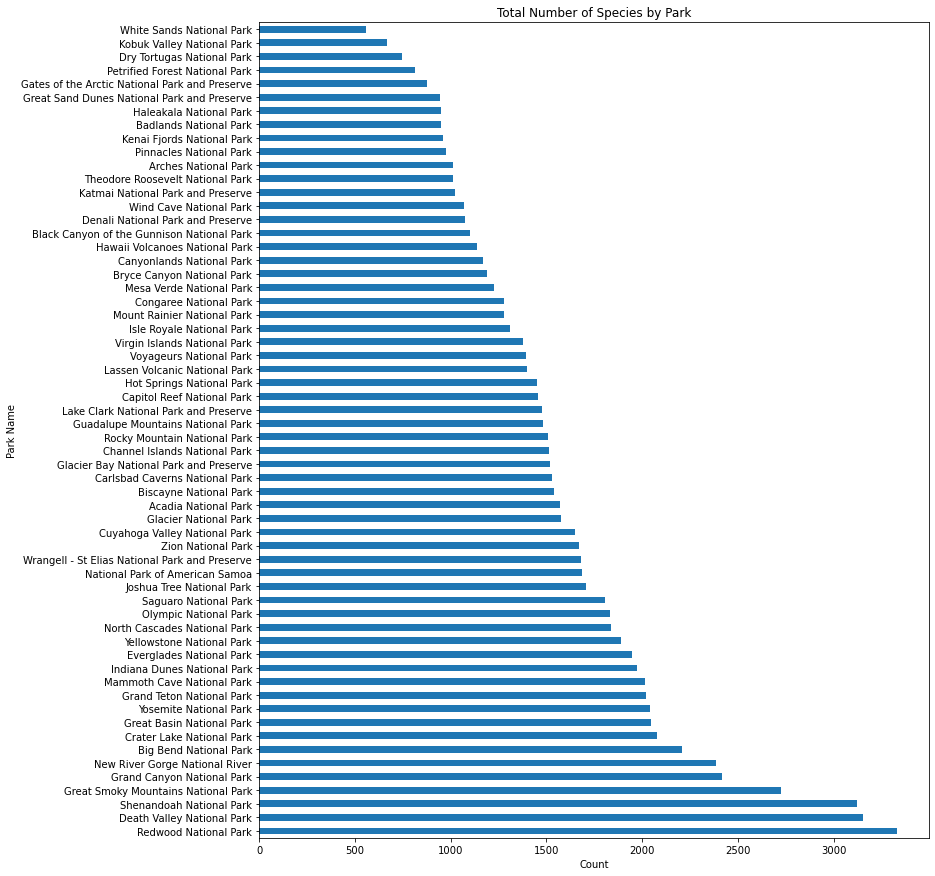 Total Number of Species by Park
White Sands National Park
Kobuk Valley National Park
Dry Tortugas National Park
Petrified Forest National Park
Gates of the Arctic National Park and Preserve
Great Sand Dunes National Park and Preserve
Haleakala National Park
Badlands National Park
Kenai Fjords National Park
Pinnacles National Park
Arches National Park
Theodore Roosevelt National Park
Katmai National Park and Preserve
Wind Cave National Park
Denali National Park and Preserve
Black Canyon of the Gunnison National Park
Hawaii Volcanoes National Park
Canyonlands National Park
Bryce Canyon National Park
Mesa Verde National Park
Congaree National Park
Mount Rainier National Park
Isle Royale National Park
Virgin Islands National Park
Voyageurs National Park
Lassen Volcanic National Park
Hot Springs National Park
Capitol Reef National Park
Lake Clark National Park and Preserve
Guadalupe Mountains National Park
Rocky Mountain National Park
Channel Islands National Park
Glacier Bay National Park and Preserve
Carlsbad Caverns National Park
Biscayne National Park
Acadia National Park
Glacier National Park
Cuyahoga Valley National Park
Zion National Park
Wrangell - St Elias National Park and Preserve
National Park of American Samoa
Joshua Tree National Park
Saguaro National Park
Olympic National Park
North Cascades National Park
Yellowstone National Park
Everglades National Park
Indiana Dunes National Park
Mammoth Cave National Park
Grand Teton National Park
Yosemite National Park
Great Basin National Park
Crater Lake National Park
Big Bend National Park
New River Gorge National River
Grand Canyon National Park
Great Smoky Mountains National Park
Shenandoah National Park
Death Valley National Park
Redwood National Park
Park Name
0 500 1000 1500 2000 2500 3000
Count